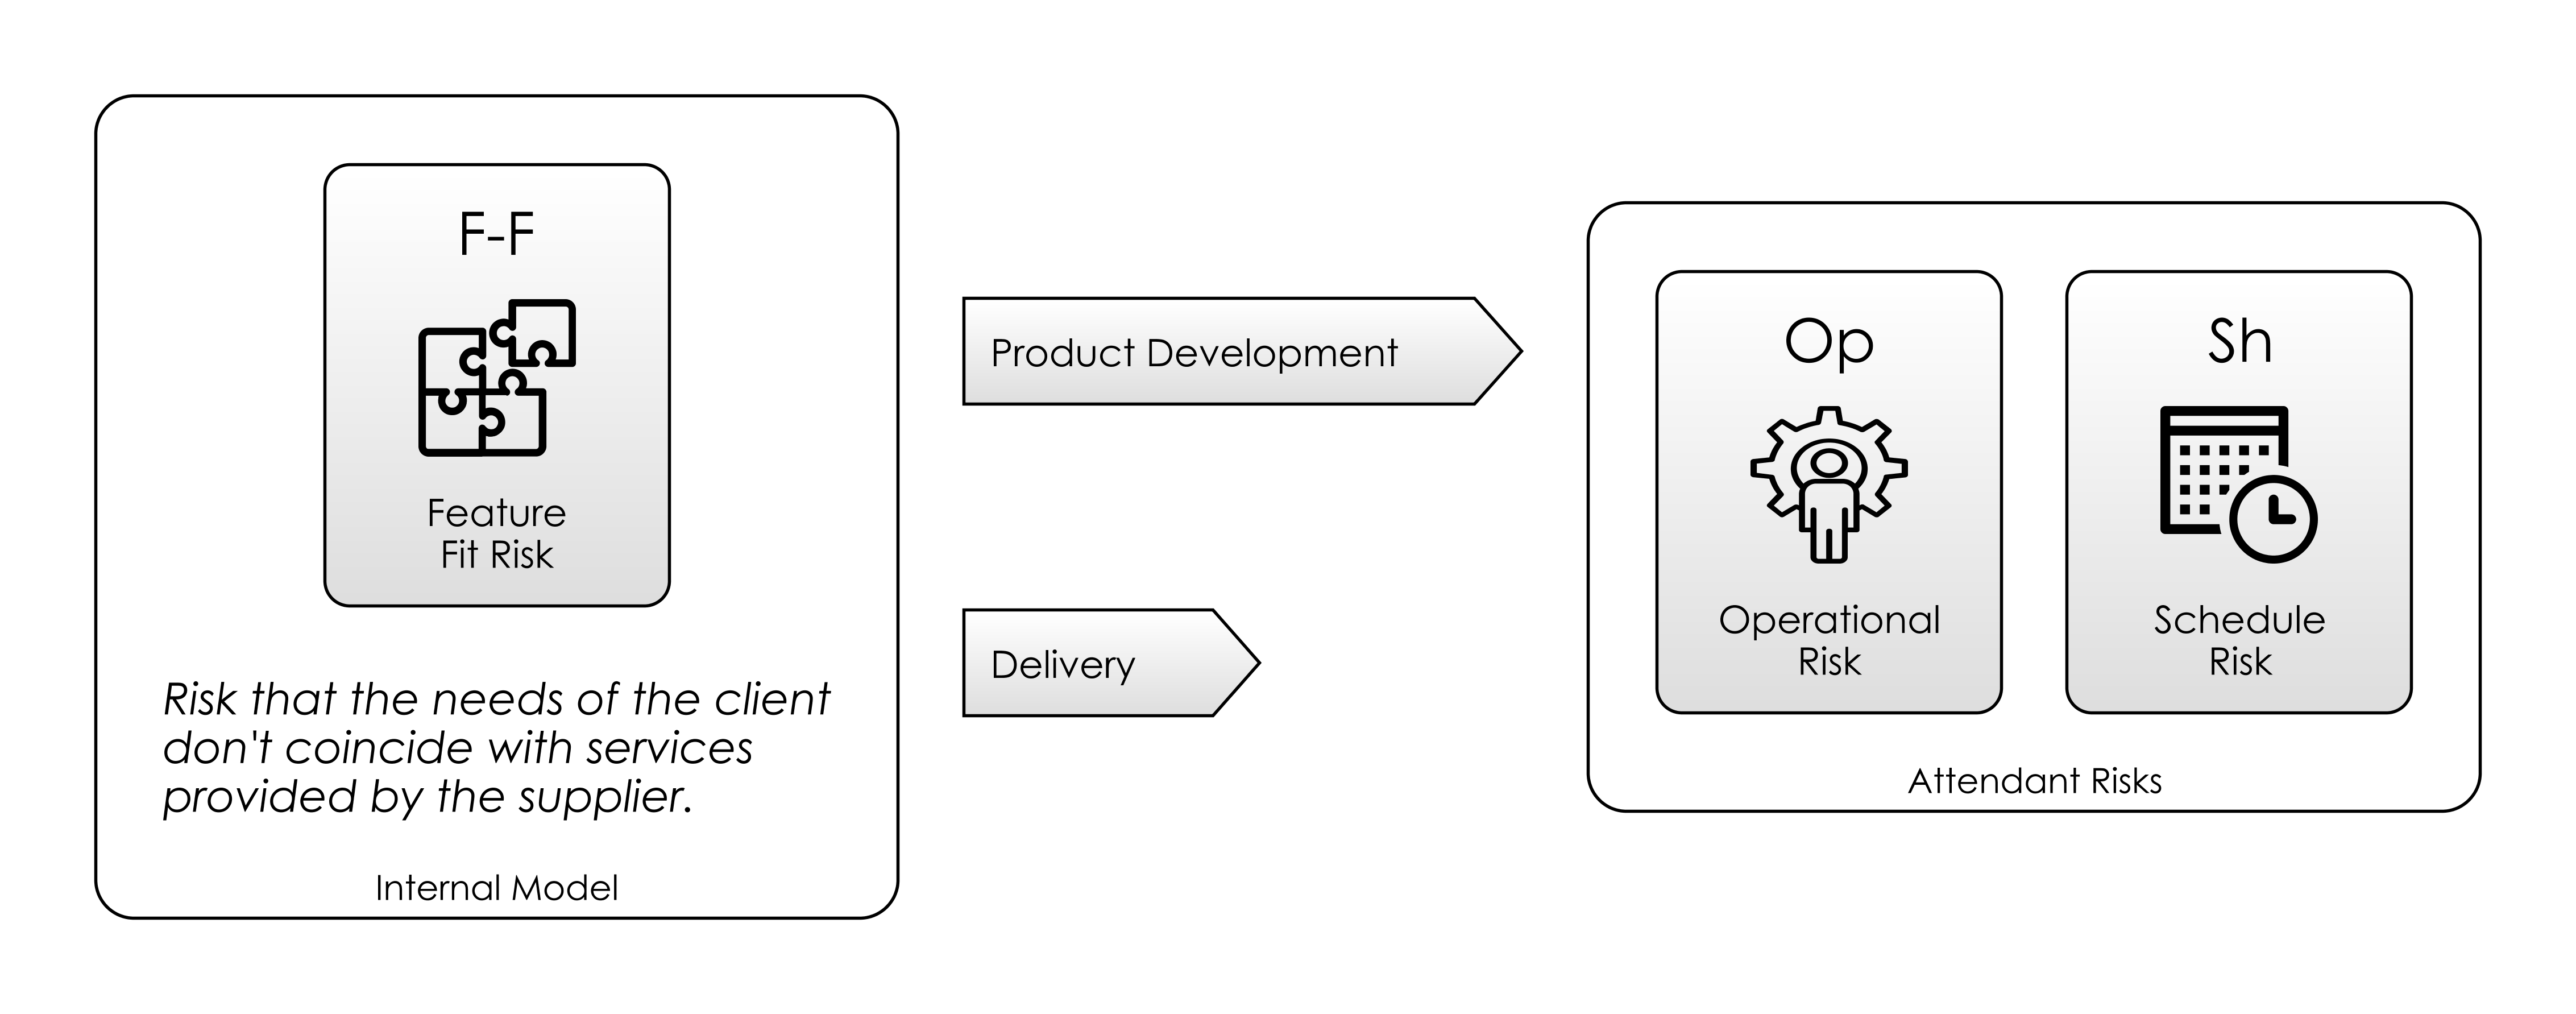 F-F
Feature
Fit Risk
Risk that the needs of the client
don't coincide with services
provided by the supplier.
Internal Model
Product Development
Delivery
Op
Operational
Risk
Sh
Schedule
Risk
Attendant Risks